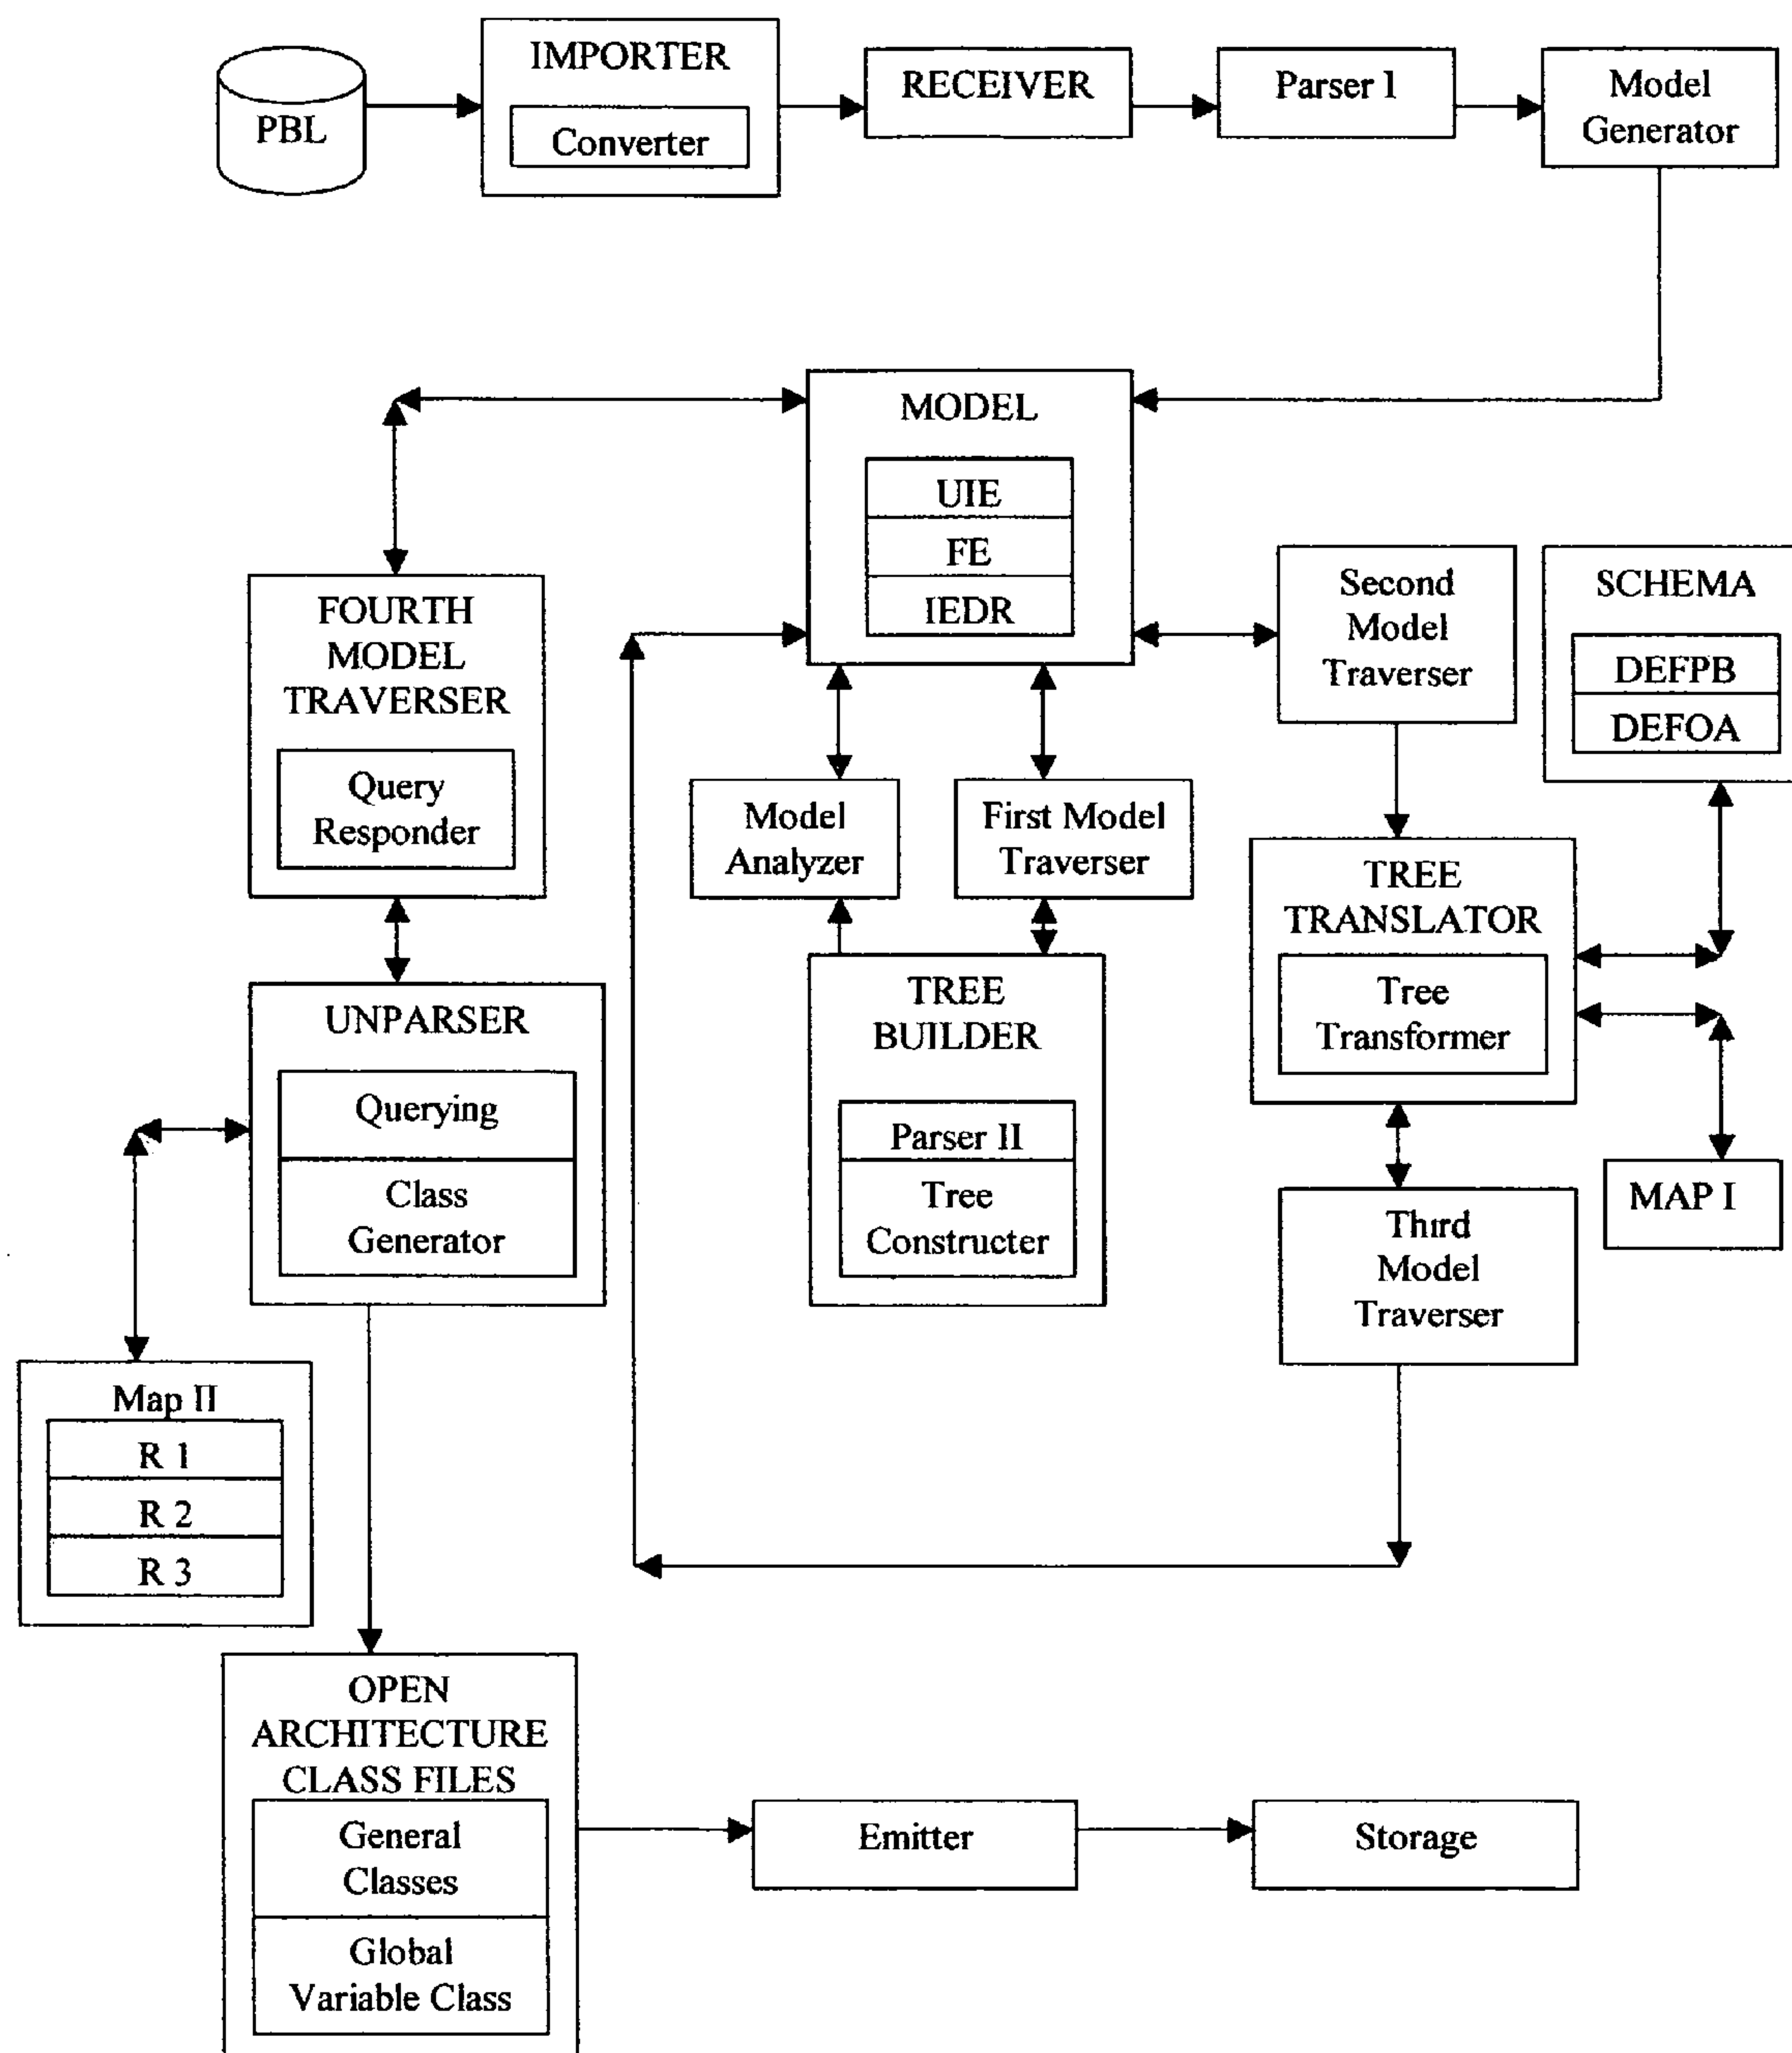 PBL
IMPORTER
Converter
RECEIVER
Parser I
Model
Generator
MODEL
UIE
FE
IEDR
FOURTH
MODEL
TRAVERSER
Query
Responder
Model
Analyzer
First Model
Traverser
Second
Model
Traverser
SCHEMA
DEFPB
DEFOA
TREE
TRANSLATOR
Tree
Transformer
UNPARSER
Querying
Class
Generator
TREE
BUILDER
Parser II
Tree
Constructer
MAP I
Third
Model
Traverser
Map II
R 1
R 2
R 3
OPEN
ARCHITECTURE
CLASS FILES
General
Classes
Global
Variable Class
Emitter
Storage